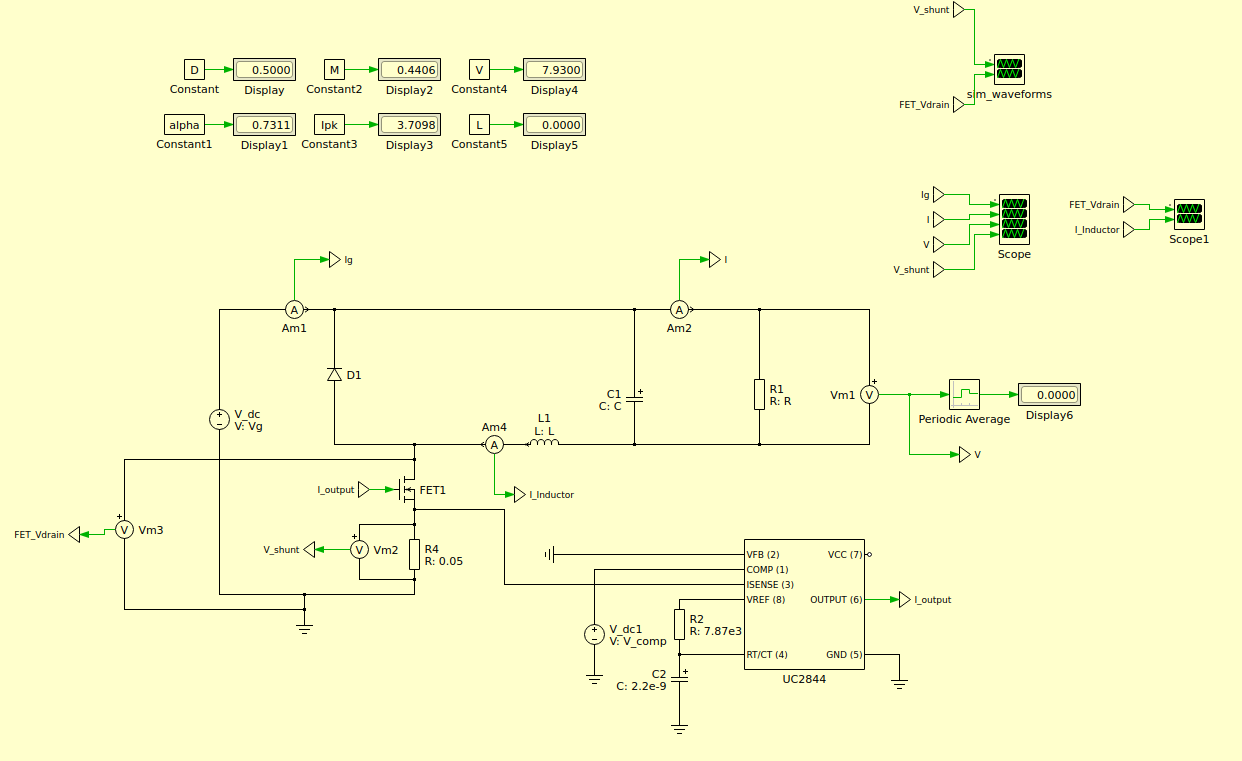 V_shunt
FET_Vdrain
sim_waveforms
D
Constant
0.5000
Display
M
Constant2
0.4406
Display2
V
Constant4
7.9300
Display4
alpha
Constant1
0.7311
Display1
Ipk
Constant3
3.7098
Display3
L
Constant5
0.0000
Display5
Ig
I
V
V_shunt
Scope
FET_Vdrain
I_Inductor
Scope1
Ig
A
Am1
I
A
Am2
D1
C1
C: C
R1
R: R
Vm1
V
Periodic Average
0.0000
Display6
V
V_dc
V: Vg
Am4
A
L1
L: L
I_Inductor
I_output
FET1
FET_Vdrain
V
Vm3
V_shunt
V
Vm2
R4
R: 0.05
VFB (2)
COMP (1)
ISENSE (3)
VREF (8)
RT/CT (4)
VCC (7)
OUTPUT (6)
GND (5)
UC2844
I_output
V_dc1
V: V_comp
R2
R: 7.87e3
C2
C: 2.2e-9